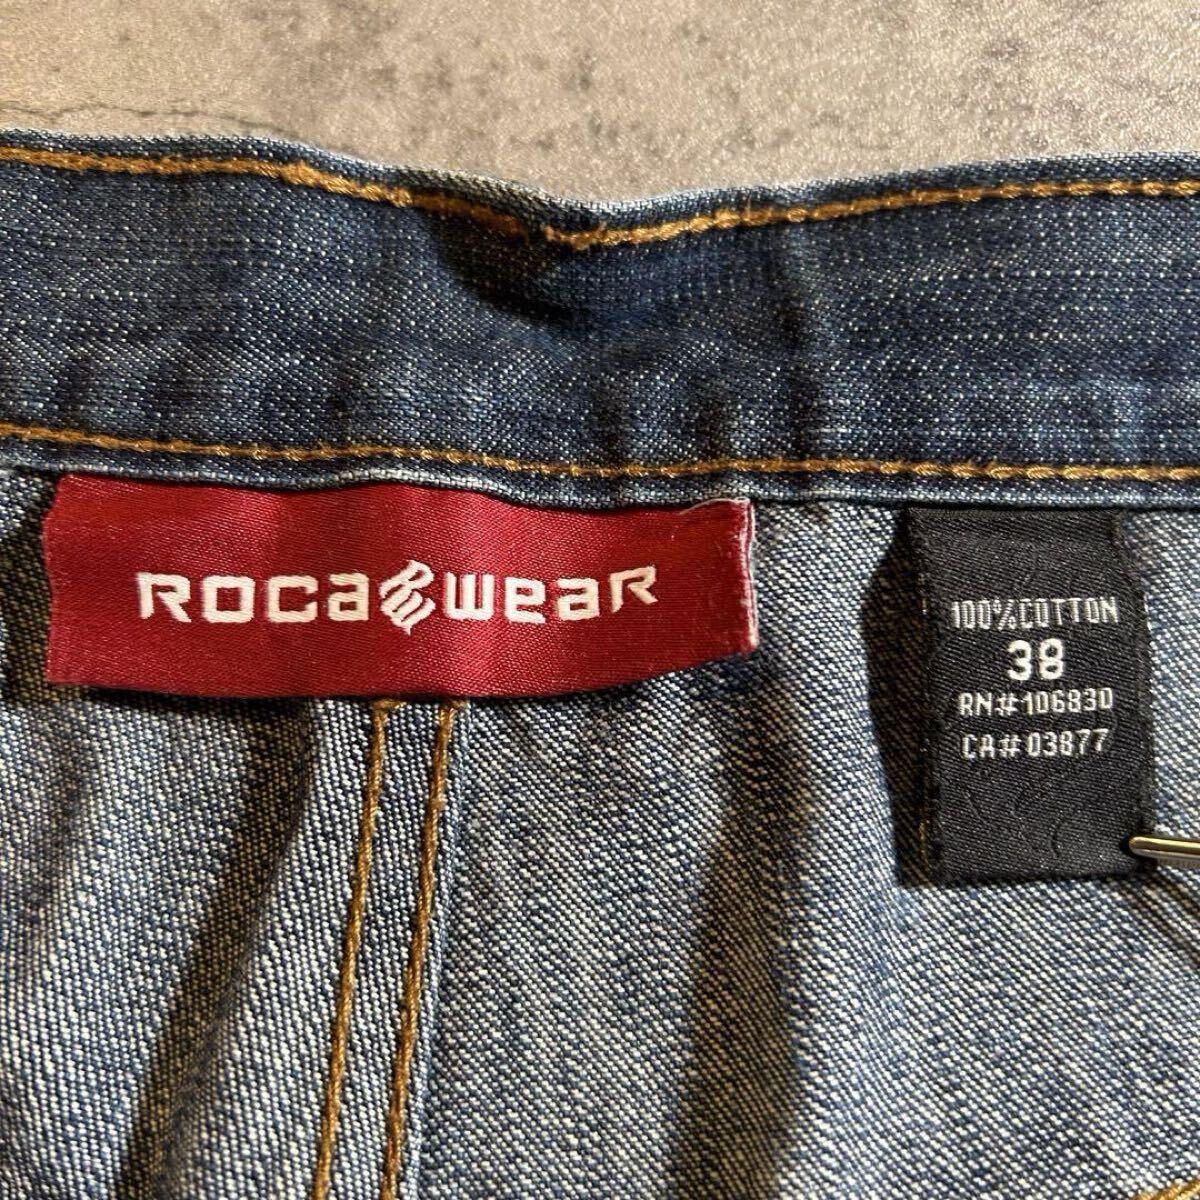 ROCA WEAR
100% COTTON
38
RN# 106830
CA# 03877